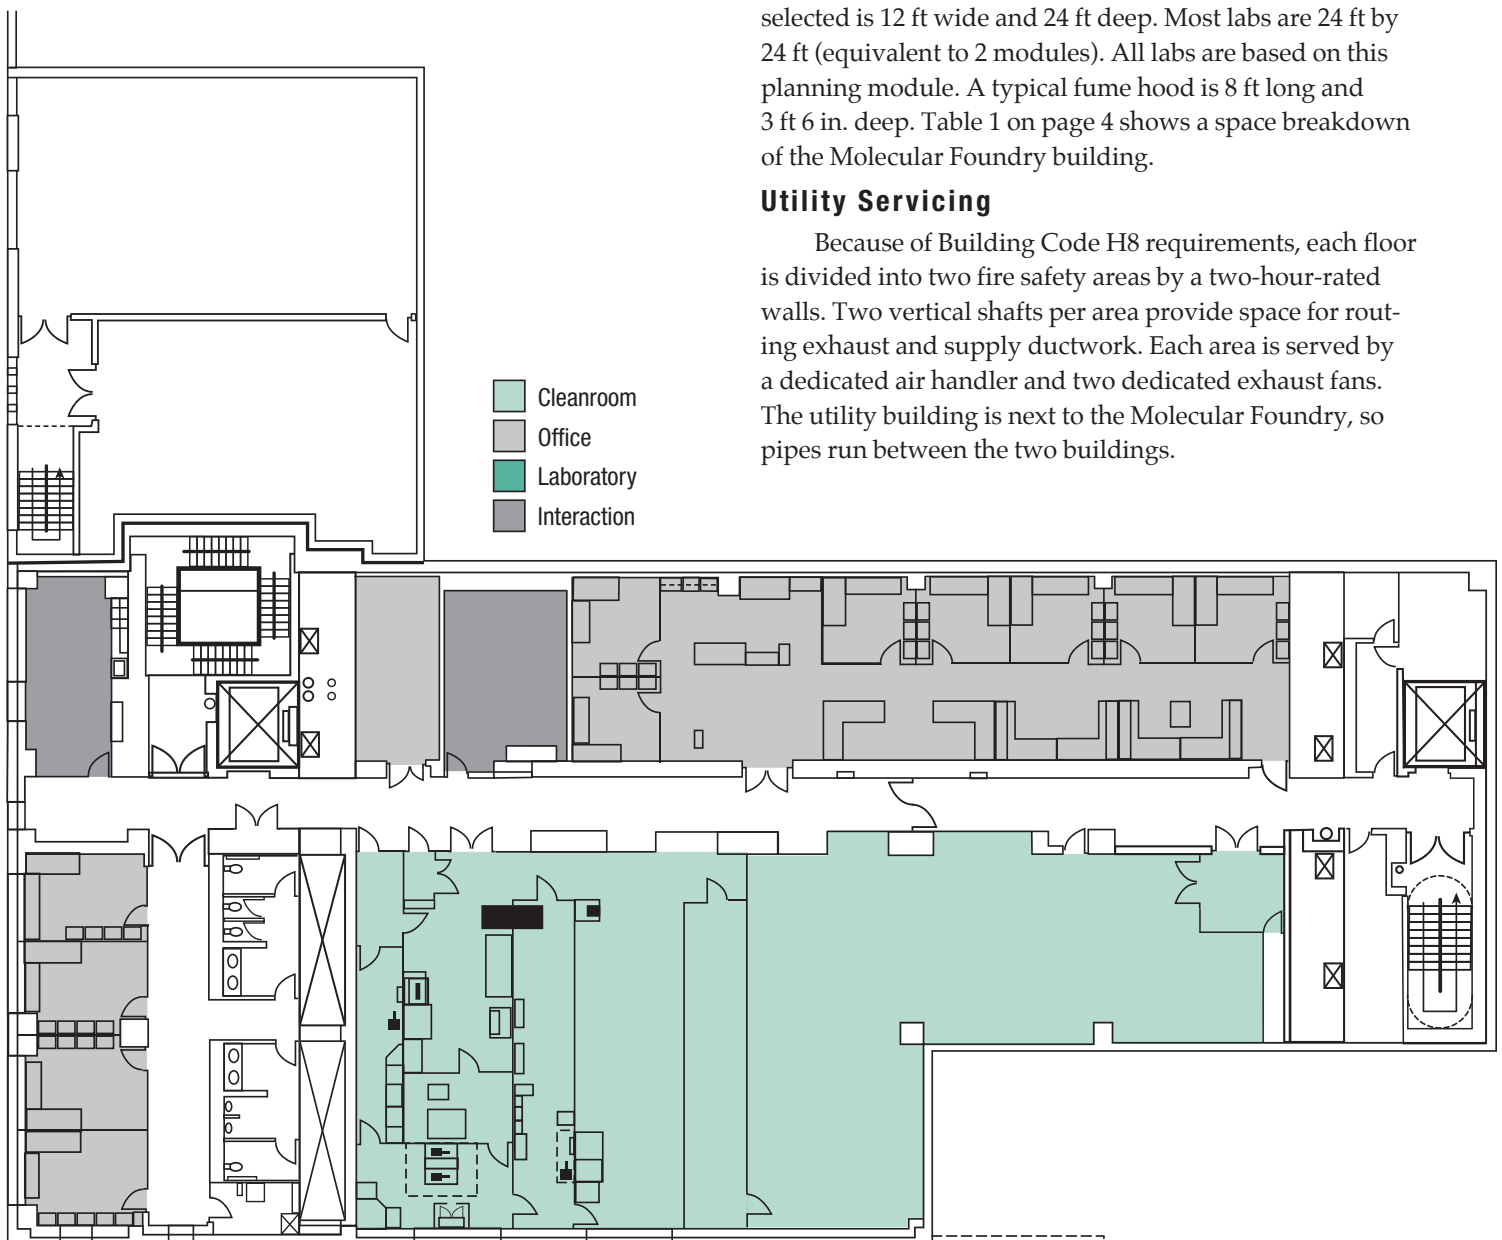 selected is 12 ft wide and 24 ft deep. Most labs are 24 ft by
24 ft (equivalent to 2 modules). All labs are based on this
planning module. A typical fume hood is 8 ft long and
3 ft 6 in. deep. Table 1 on page 4 shows a space breakdown
of the Molecular Foundry building.
Utility Servicing
Because of Building Code H8 requirements, each floor
is divided into two fire safety areas by a two-hour-rated
walls. Two vertical shafts per area provide space for rout-
ing exhaust and supply ductwork. Each area is served by
a dedicated air handler and two dedicated exhaust fans.
The utility building is next to the Molecular Foundry, so
pipes run between the two buildings.
Cleanroom
Office
Laboratory
Interaction